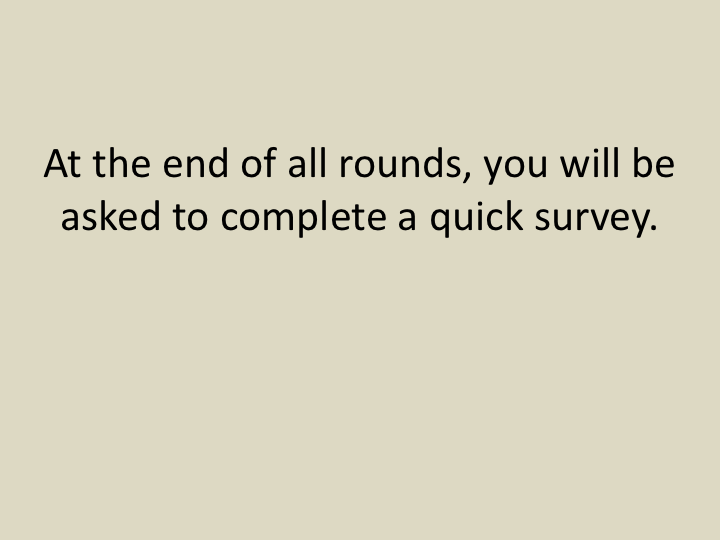 At the end of all rounds, you will be
asked to complete a quick survey.